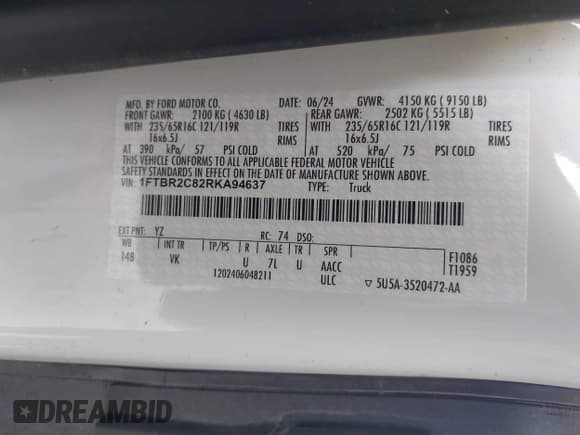 MFD. BY FORD MOTOR CO. DATE: 06/24 GVWR: 4150 KG ( 9150 LB)
FRONT GAWR: 2100 KG ( 4630 LB) REAR GAWR: 2502 KG ( 5515 LB)
WITH 235/65R16C 121/119R TIRES WITH 235/65R16C 121/119R TIRES
16x6.5J RIMS 16x6.5J RIMS
AT 390 kPa/ 57 PSI COLD AT 520 kPa/ 75 PSI COLD
THIS VEHICLE CONFORMS TO ALL APPLICABLE FEDERAL MOTOR VEHICLE
SAFETY STANDARDS IN EFFECT ON THE DATE OF MANUFACTURE SHOWN ABOVE.
VIN: 1FTBR2C82RKA94637 TYPE: Truck
EXT PNT: YZ RC: 74 DSO:
WB INT TR TP/PS R AXLE TR SPR F1086
14B VK U 7L U AACC T1959
1202406048211 ULC ▽ 5U5A-3520472-AA
DREAMBID